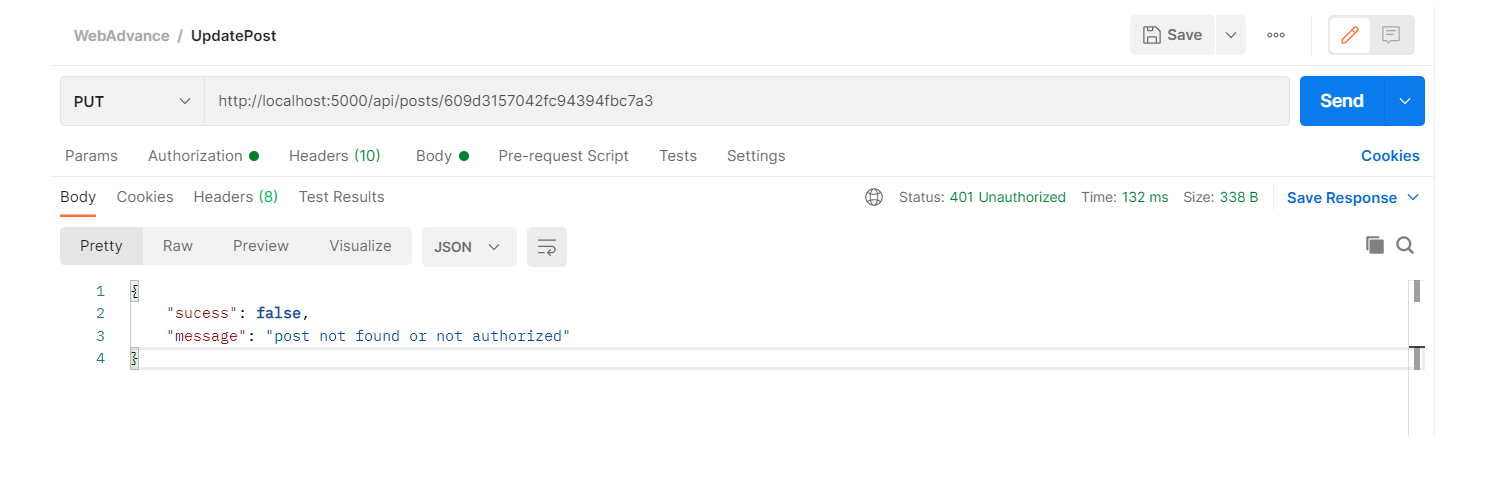 WebAdvance / UpdatePost Save
PUT http://localhost:5000/api/posts/609d3157042fc94394fbc7a3 Send
Params Authorization Headers (10) Body Pre-request Script Tests Settings Cookies
Body Cookies Headers (8) Test Results Status: 401 Unauthorized Time: 132 ms Size: 338 B Save Response
Pretty Raw Preview Visualize JSON
1 {
2 "sucess": false,
3 "message": "post not found or not authorized"
4 }